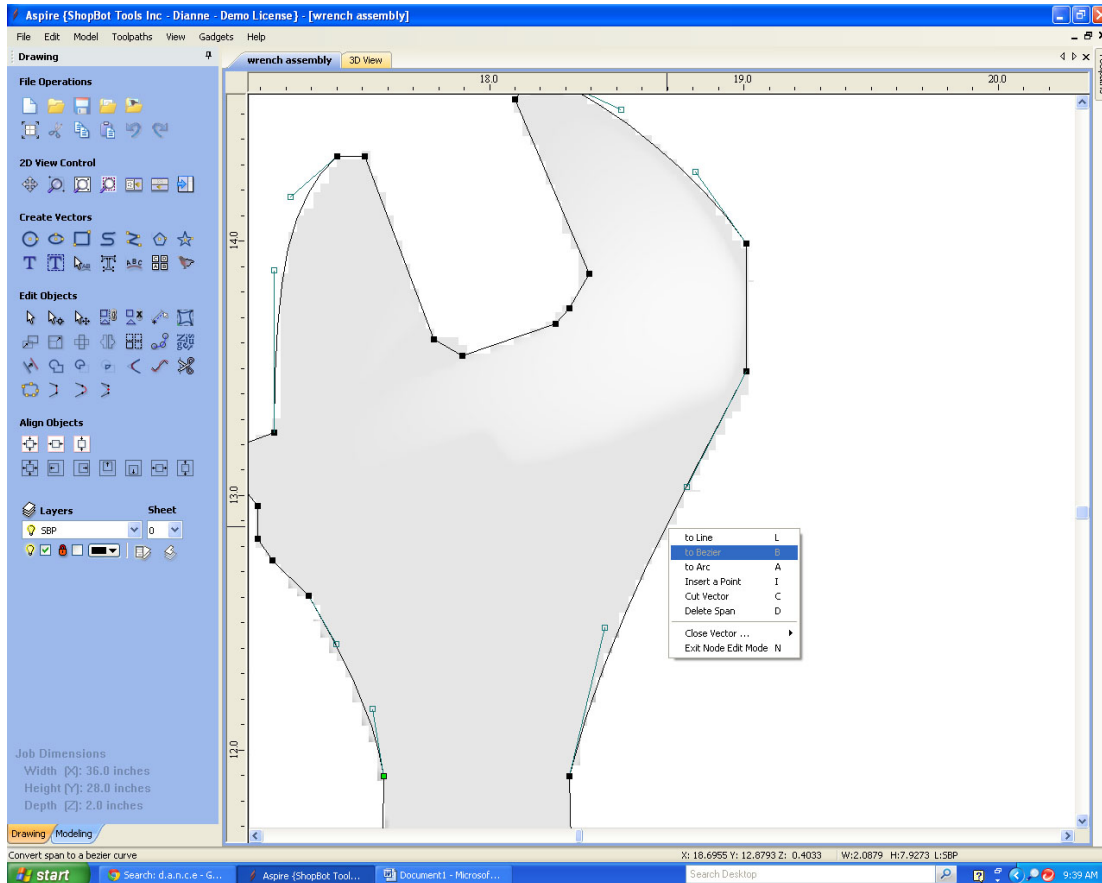 Aspire {ShopBot Tools Inc - Dianne - Demo License} - [wrench assembly]
File Edit Model Toolpaths View Gadgets Help
Drawing
wrench assembly 3D View
File Operations
18.0 19.0 20.0
2D View Control
Create Vectors
14.0
Edit Objects
Align Objects
13.0
Layers Sheet
SBP 0
to Line L
to Bezier B
to Arc A
Insert a Point I
Cut Vector C
Delete Span D
Close Vector ...
Exit Node Edit Mode N
12.0
Job Dimensions
Width (X): 36.0 inches
Height (Y): 28.0 inches
Depth (Z): 2.0 inches
Drawing Modeling
Convert span to a bezier curve
X: 18.6955 Y: 12.8793 Z: 0.4033 W:2.0879 H:7.9273 L:SBP
start Search: d.a.n.c.e - G... Aspire {ShopBot Tool... Document1 - Microsof... Search Desktop 9:39 AM